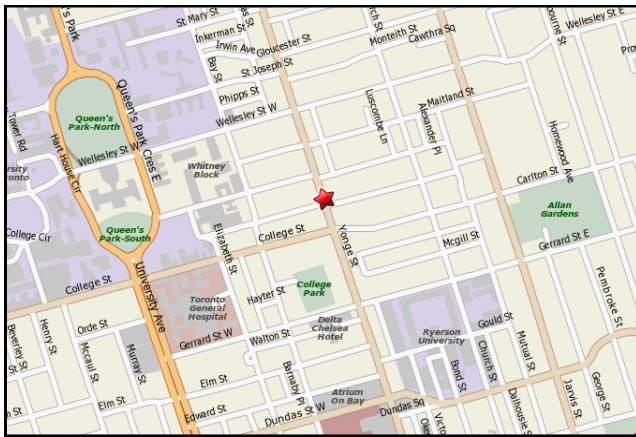 Queen's
Park
St Mary St
Inkerman St
Irwin Ave
Gloucester St
St Joseph St
Bay St
Phipps St
Wellesley St W
Monteith St
Cawthra Sq
Wellesley St E
Maitland St
Luscombe Ln
Alexander Pl
Homewood Ave
Queen's
Park-North
Queen's Park Cres E
Tower Rd
Hart House Cir
Wellesley St W
Whitney
Block
College Cir
Queen's
Park-South
Elizabeth St
College St
Yonge St
Carlton St
Allan
Gardens
Mcgill St
Gerrard St E
College St
University Ave
Toronto
General
Hospital
Hayter St
College
Park
Delta
Chelsea
Hotel
Ryerson
University
Gould St
Pembroke St
Beverley St
Henry St
Orde St
Mccaul St
Murray St
Gerrard St W
Walton St
Barnaby Pl
Bond St
Church St
Mutual St
Elm St
Elm St
Edward St
Dundas St W
Atrium
On Bay
Dundas Sq
Dalhousie St
Jarvis St
George St